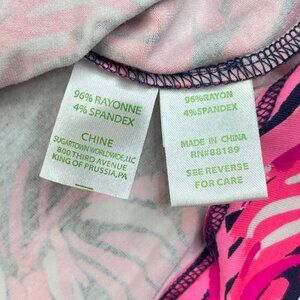 96% RAYONNE
4% SPANDEX
CHINE
SUGARTOWN WORLDWIDE, LLC
800 THIRD AVENUE
KING OF PRUSSIA, PA
96% RAYON
4% SPANDEX
MADE IN CHINA
RN#88189
SEE REVERSE
FOR CARE